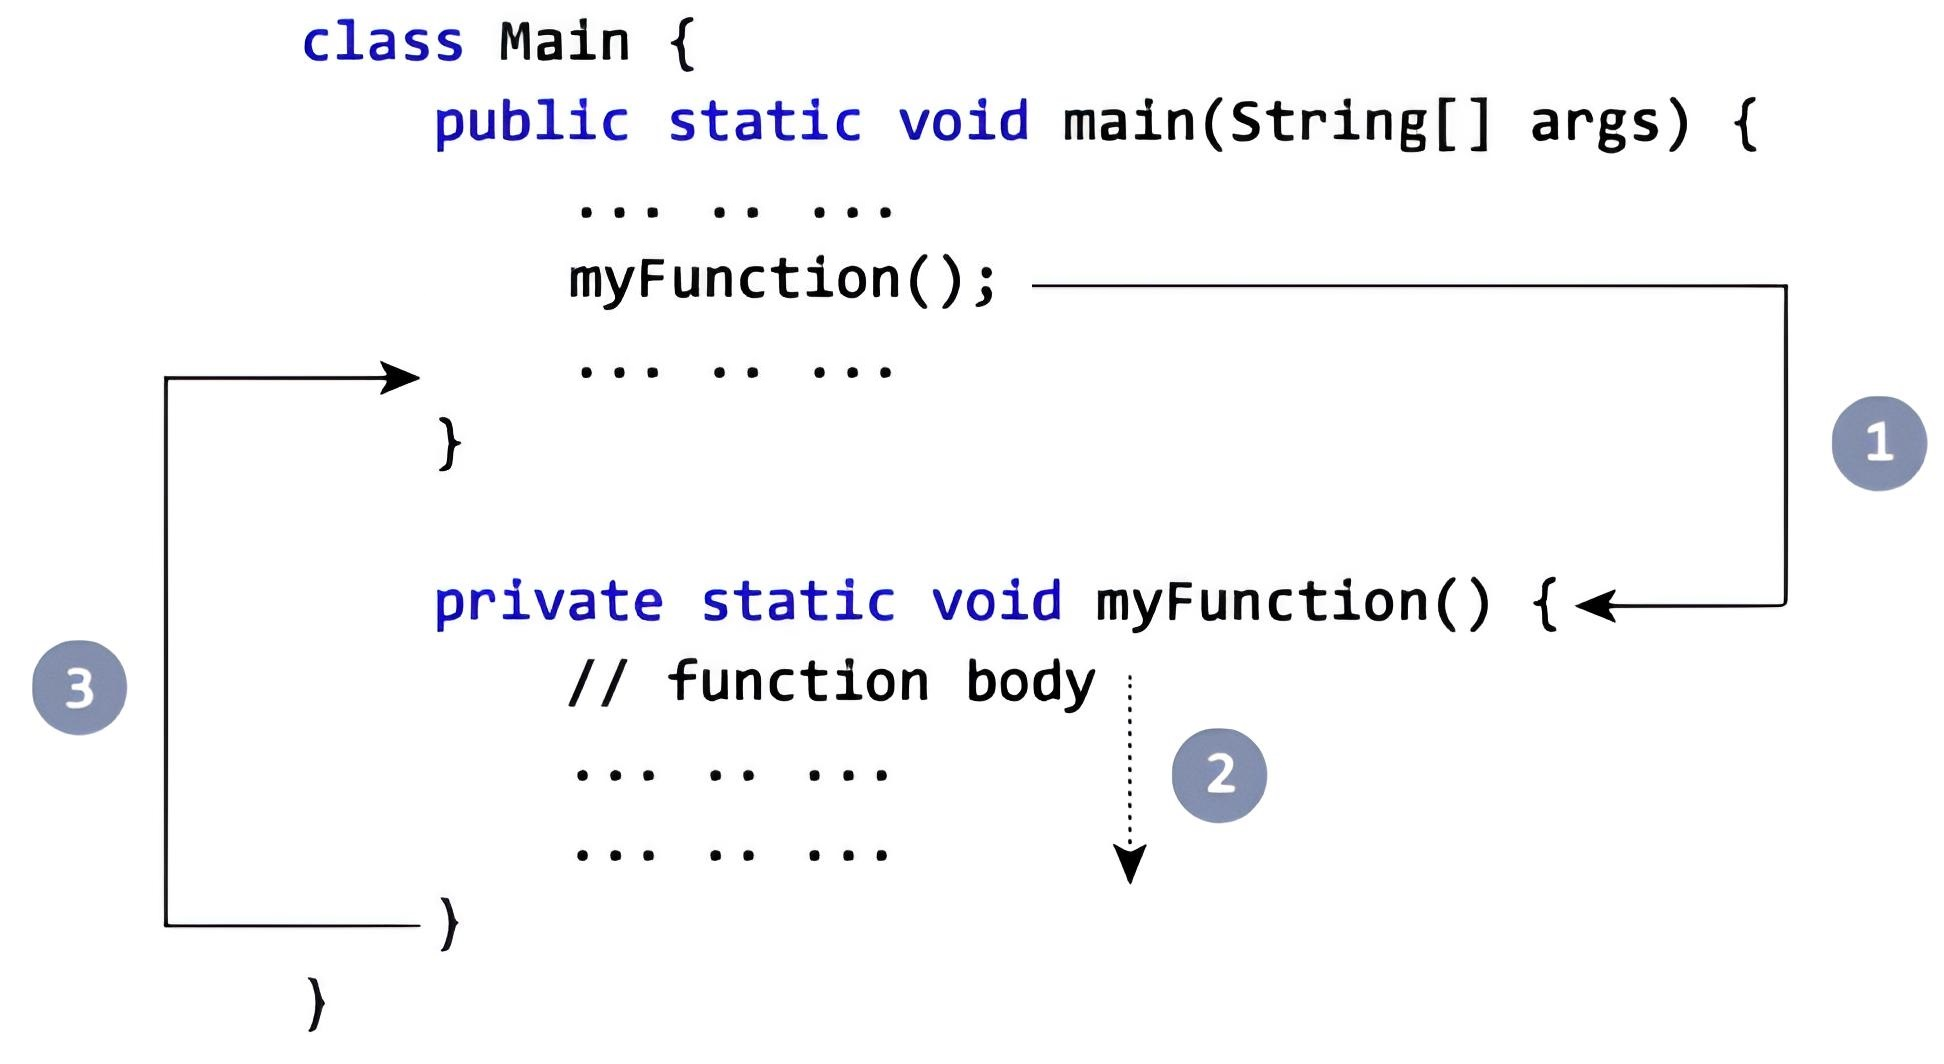 class Main {
public static void main(String[] args) {
... .. ...
myFunction();
... .. ...
}
1
private static void myFunction() {
// function body
3
... .. ...
2
... .. ...
)
)